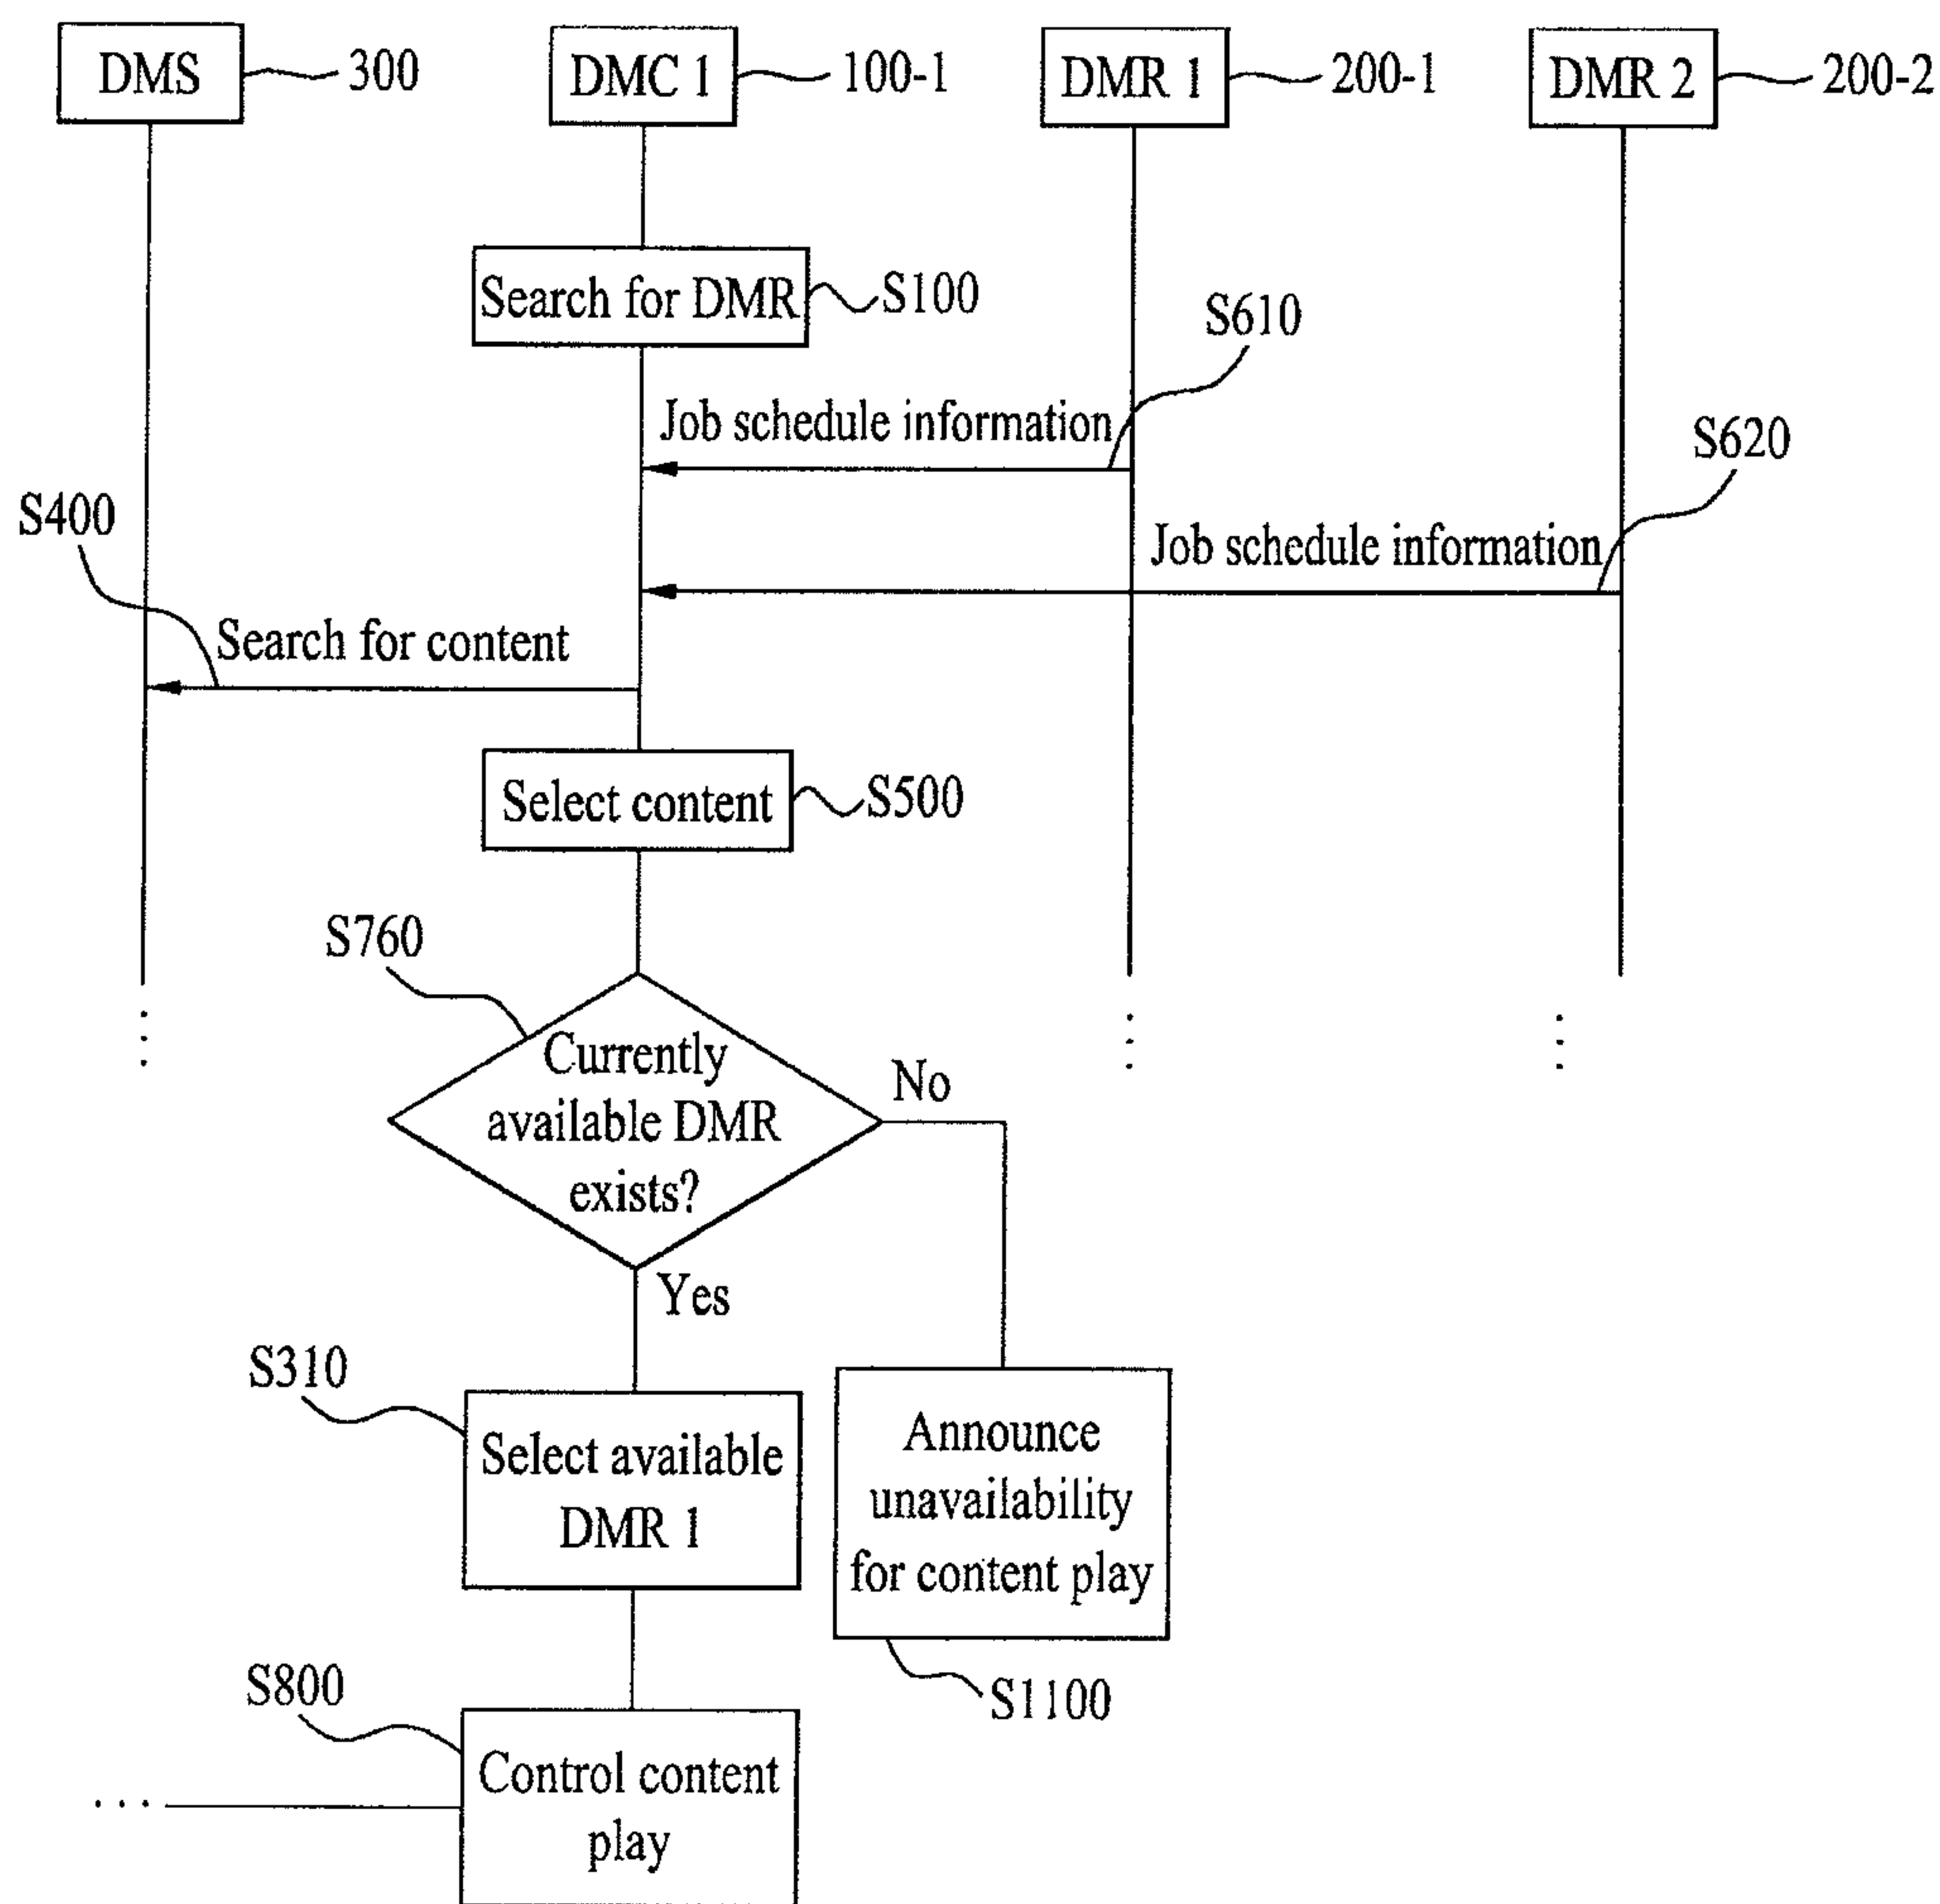 DMS
300
DMC 1
100-1
DMR 1
200-1
DMR 2
200-2
Search for DMR
S100
S610
Job schedule information
S620
Job schedule information
S400
Search for content
Select content
S500
S760
Currently
available DMR
exists?
No
Yes
S310
Select available
DMR 1
Announce
unavailability
for content play
S1100
S800
Control content
play